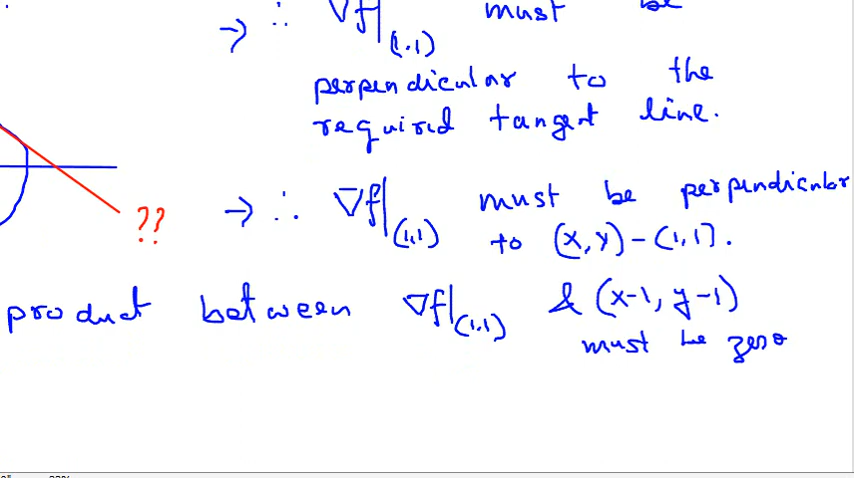 → ∴ ∇f|(1,1) must be
perpendicular to the
required tangent line.
→ ∴ ∇f|(1,1) must be perpendicular
to (x,y)-(1,1).
??
product between ∇f|(1,1) & (x-1, y-1)
must be zero